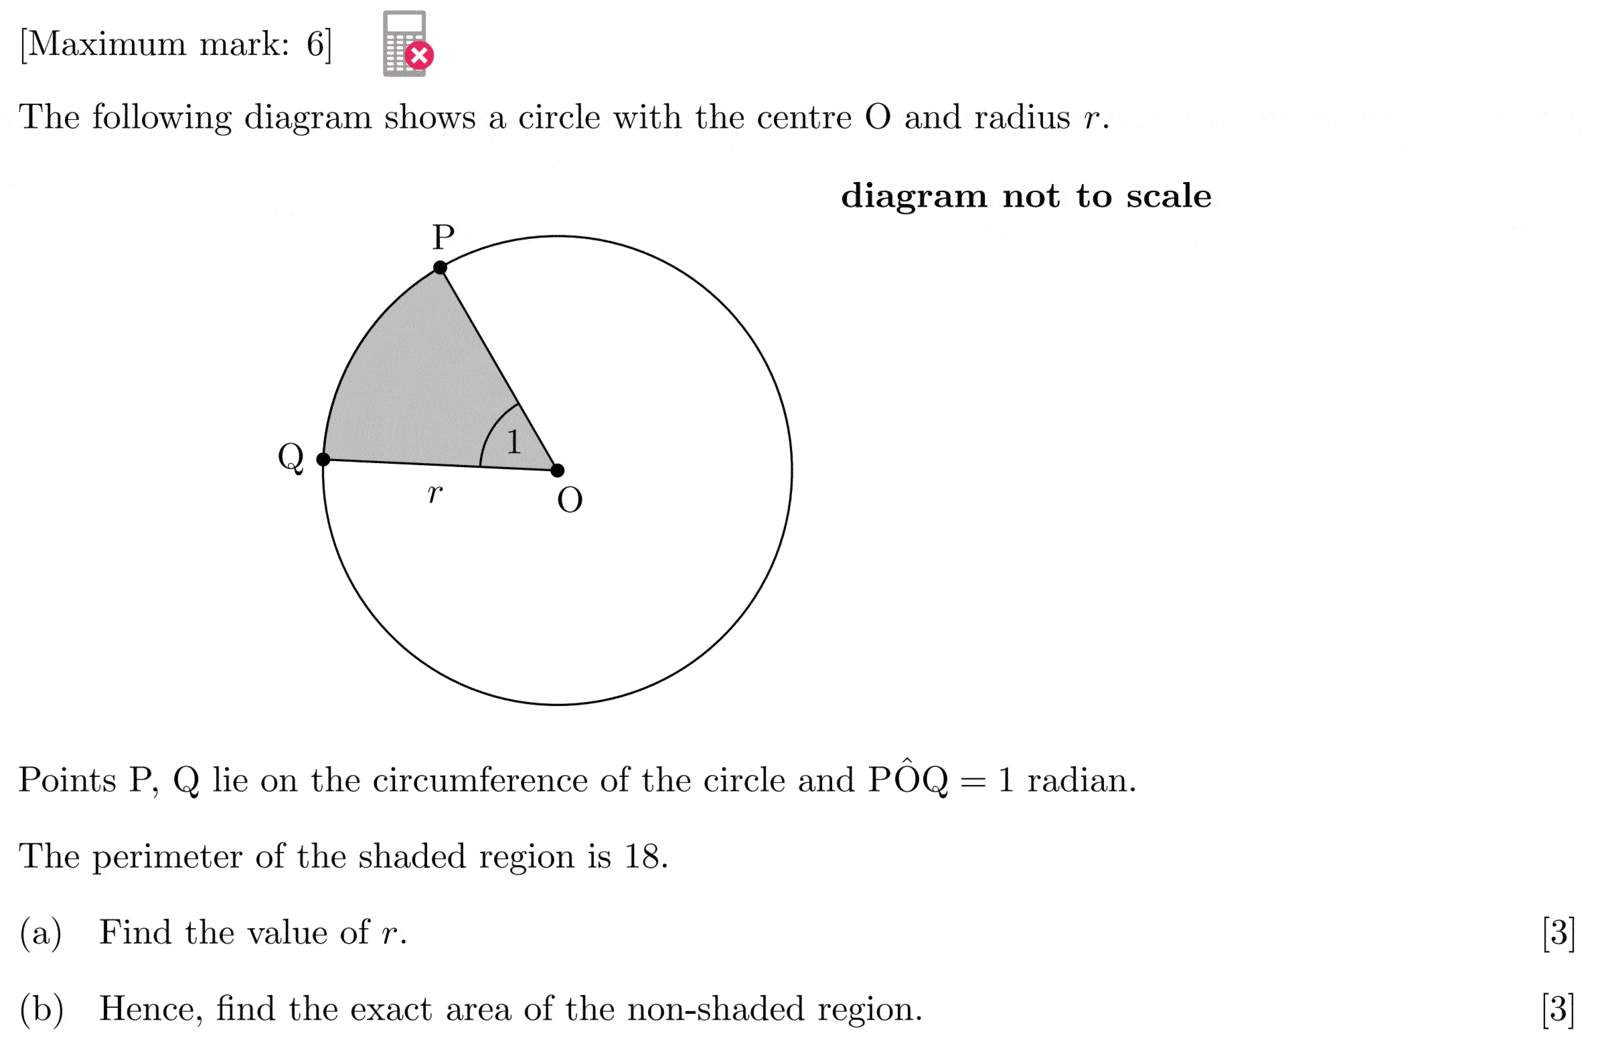 [Maximum mark: 6]
The following diagram shows a circle with the centre O and radius r.
diagram not to scale
P
Q
1
r
O
Points P, Q lie on the circumference of the circle and PÔQ = 1 radian.
The perimeter of the shaded region is 18.
(a) Find the value of r. [3]
(b) Hence, find the exact area of the non-shaded region. [3]